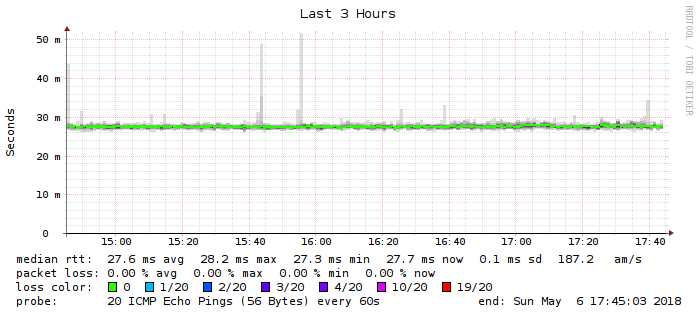 Last 3 Hours
RRDTOOL / TOBI OETIKER
Seconds
50 m
40 m
30 m
20 m
10 m
0
15:00 15:20 15:40 16:00 16:20 16:40 17:00 17:20 17:40
median rtt: 27.6 ms avg 28.2 ms max 27.3 ms min 27.7 ms now 0.1 ms sd 187.2 am/s
packet loss: 0.00 % avg 0.00 % max 0.00 % min 0.00 % now
loss color: 0 1/20 2/20 3/20 4/20 10/20 19/20
probe: 20 ICMP Echo Pings (56 Bytes) every 60s end: Sun May 6 17:45:03 2018